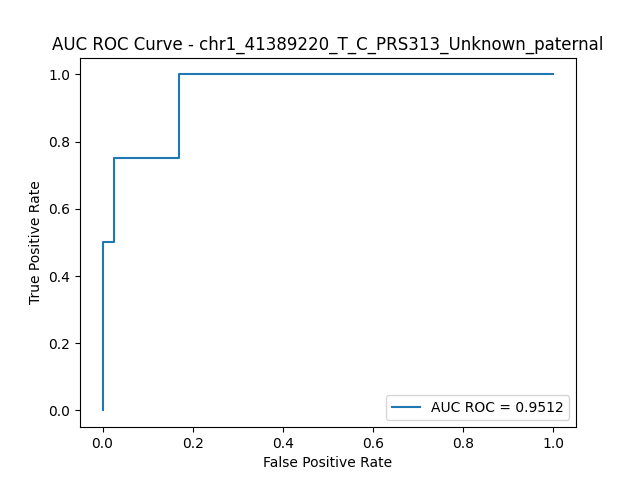 AUC ROC Curve - chr1_41389220_T_C_PRS313_Unknown_paternal
True Positive Rate
1.0
0.8
0.6
0.4
0.2
0.0
AUC ROC = 0.9512
0.0 0.2 0.4 0.6 0.8 1.0
False Positive Rate